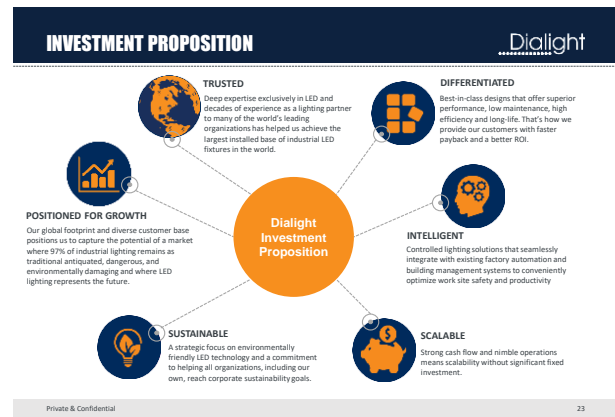 INVESTMENT PROPOSITION
Dialight
TRUSTED
Deep expertise exclusively in LED and
decades of experience as a lighting partner
to many of the world's leading
organizations has helped us achieve the
largest installed base of industrial LED
fixtures in the world.
DIFFERENTIATED
Best-in-class designs that offer superior
performance, low maintenance, high
efficiency and long-life. That's how we
provide our customers with faster
payback and a better ROI.
POSITIONED FOR GROWTH
Our global footprint and diverse customer base
positions us to capture the potential of a market
where 97% of industrial lighting remains as
traditional antiquated, dangerous, and
environmentally damaging and where LED
lighting represents the future.
Dialight
Investment
Proposition
INTELLIGENT
Controlled lighting solutions that seamlessly
integrate with existing factory automation and
building management systems to conveniently
optimize work site safety and productivity
SUSTAINABLE
A strategic focus on environmentally
friendly LED technology and a commitment
to helping all organizations, including our
own, reach corporate sustainability goals.
$
SCALABLE
Strong cash flow and nimble operations
means scalability without significant fixed
investment.
Private & Confidential
23